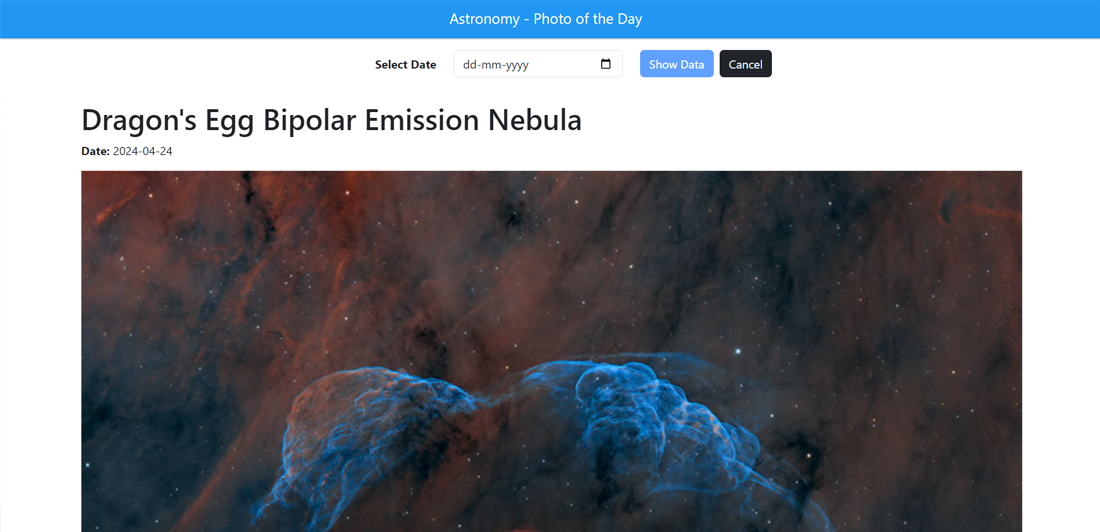 Astronomy - Photo of the Day
Select Date dd-mm-yyyy Show Data Cancel
Dragon's Egg Bipolar Emission Nebula
Date: 2024-04-24